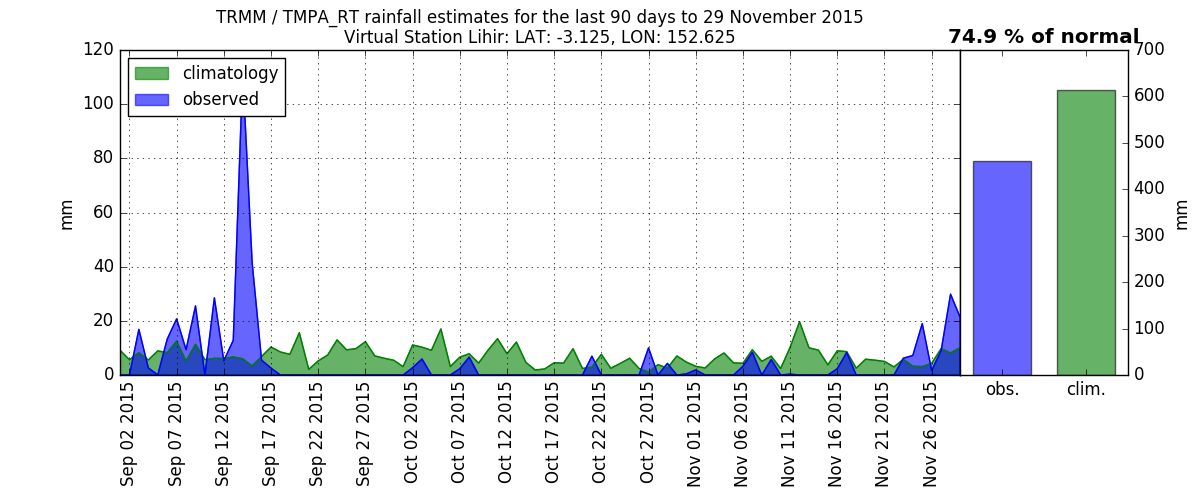 TRMM / TMPA_RT rainfall estimates for the last 90 days to 29 November 2015
Virtual Station Lihir: LAT: -3.125, LON: 152.625
74.9 % of normal
climatology
observed
120
100
80
60
40
20
0
mm
700
600
500
400
300
200
100
0
mm
Sep 02 2015
Sep 07 2015
Sep 12 2015
Sep 17 2015
Sep 22 2015
Sep 27 2015
Oct 02 2015
Oct 07 2015
Oct 12 2015
Oct 17 2015
Oct 22 2015
Oct 27 2015
Nov 01 2015
Nov 06 2015
Nov 11 2015
Nov 16 2015
Nov 21 2015
Nov 26 2015
obs.
clim.